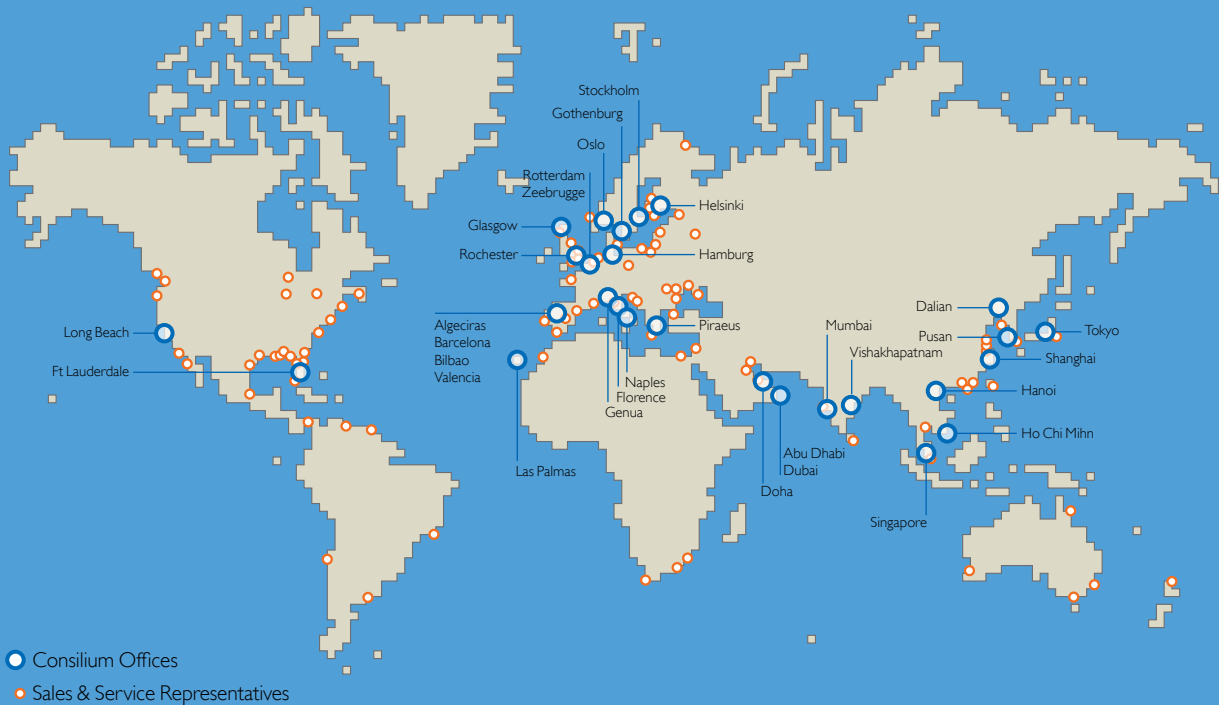 Stockholm
Gothenburg
Oslo
Rotterdam
Zeebrugge
Helsinki
Glasgow
Rochester
Hamburg
Long Beach
Ft Lauderdale
Algeciras
Barcelona
Bilbao
Valencia
Piraeus
Mumbai
Vishakhapatnam
Dalian
Pusan
Tokyo
Shanghai
Naples
Florence
Genua
Hanoi
Ho Chi Mihn
Las Palmas
Abu Dhabi
Dubai
Doha
Singapore
Consilium Offices
Sales & Service Representatives